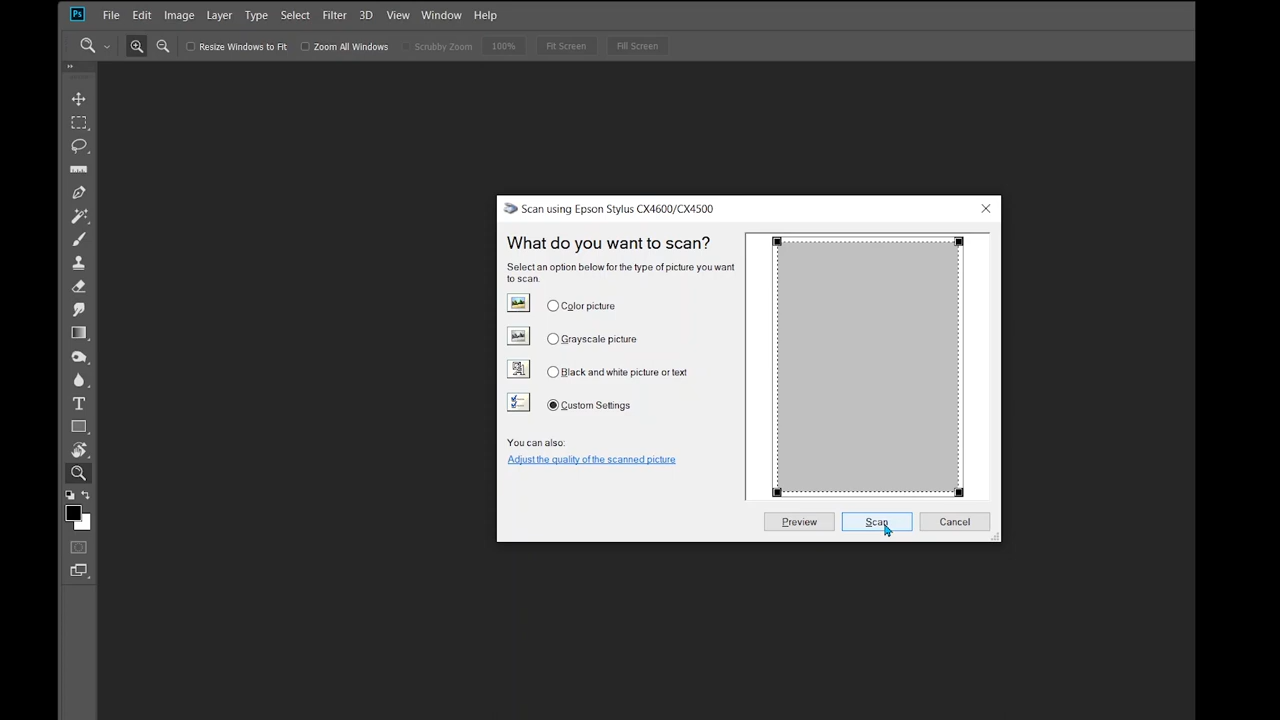 Ps File Edit Image Layer Type Select Filter 3D View Window Help
Resize Windows to Fit Zoom All Windows Scrubby Zoom 100% Fit Screen Fill Screen
Scan using Epson Stylus CX4600/CX4500
What do you want to scan?
Select an option below for the type of picture you want
to scan.
Color picture
Grayscale picture
Black and white picture or text
Custom Settings
You can also:
Adjust the quality of the scanned picture
Preview Scan Cancel
T